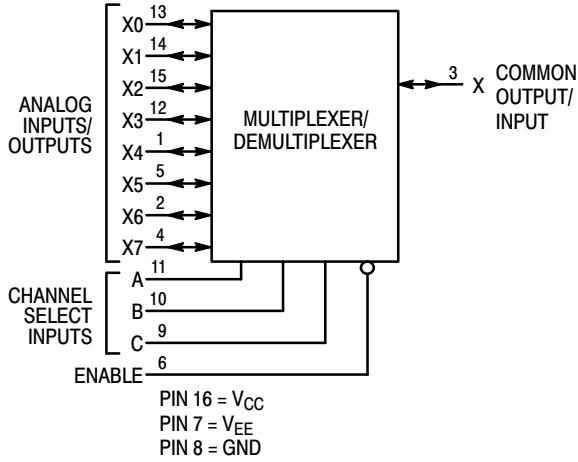 ANALOG
INPUTS/
OUTPUTS
X0 13
X1 14
X2 15
X3 12
X4 1
X5 5
X6 2
X7 4
MULTIPLEXER/
DEMULTIPLEXER
3 X COMMON
OUTPUT/
INPUT
CHANNEL
SELECT
INPUTS
A 11
B 10
C 9
ENABLE 6
PIN 16 = VCC
PIN 7 = VEE
PIN 8 = GND